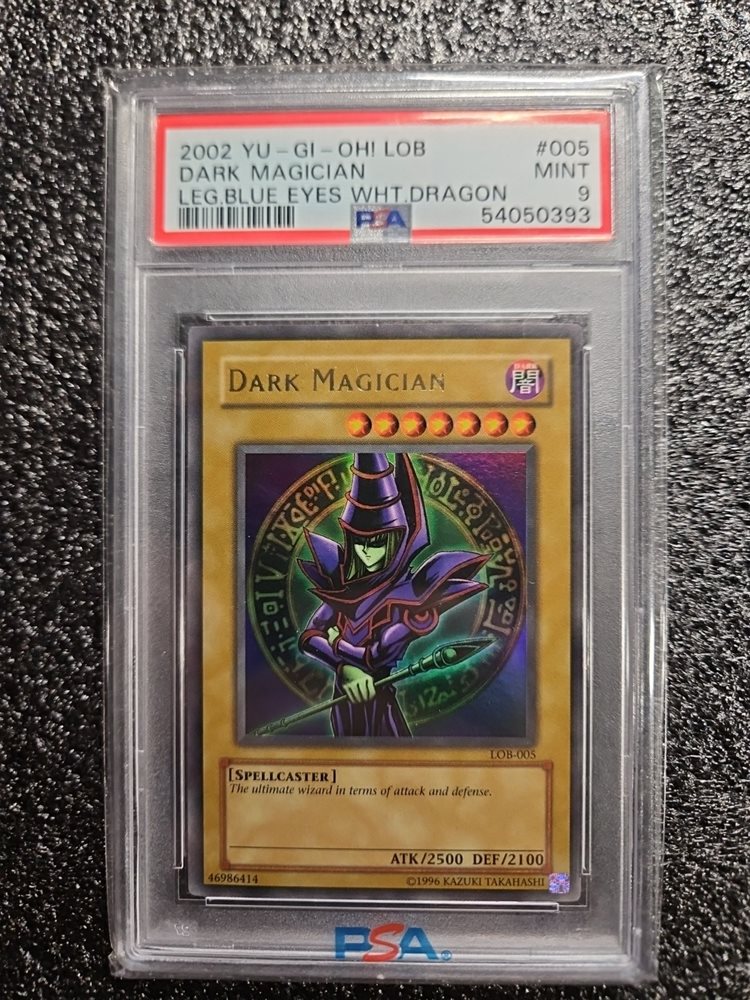 2002 YU-GI-OH! LOB #005
DARK MAGICIAN MINT
LEG.BLUE EYES WHT.DRAGON 9
PSA 54050393
DARK MAGICIAN
DARK
闇
LOB-005
[SPELLCASTER]
The ultimate wizard in terms of attack and defense.
ATK/2500 DEF/2100
46986414 ©1996 KAZUKI TAKAHASHI
PSA®